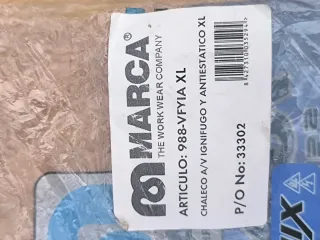 MARCA
THE WORK WEAR COMPANY
ARTICULO: 988-VFYIA XL
CHALECO A/V IGNIFUGO Y ANTIESTATICO XL
P/O No: 33302